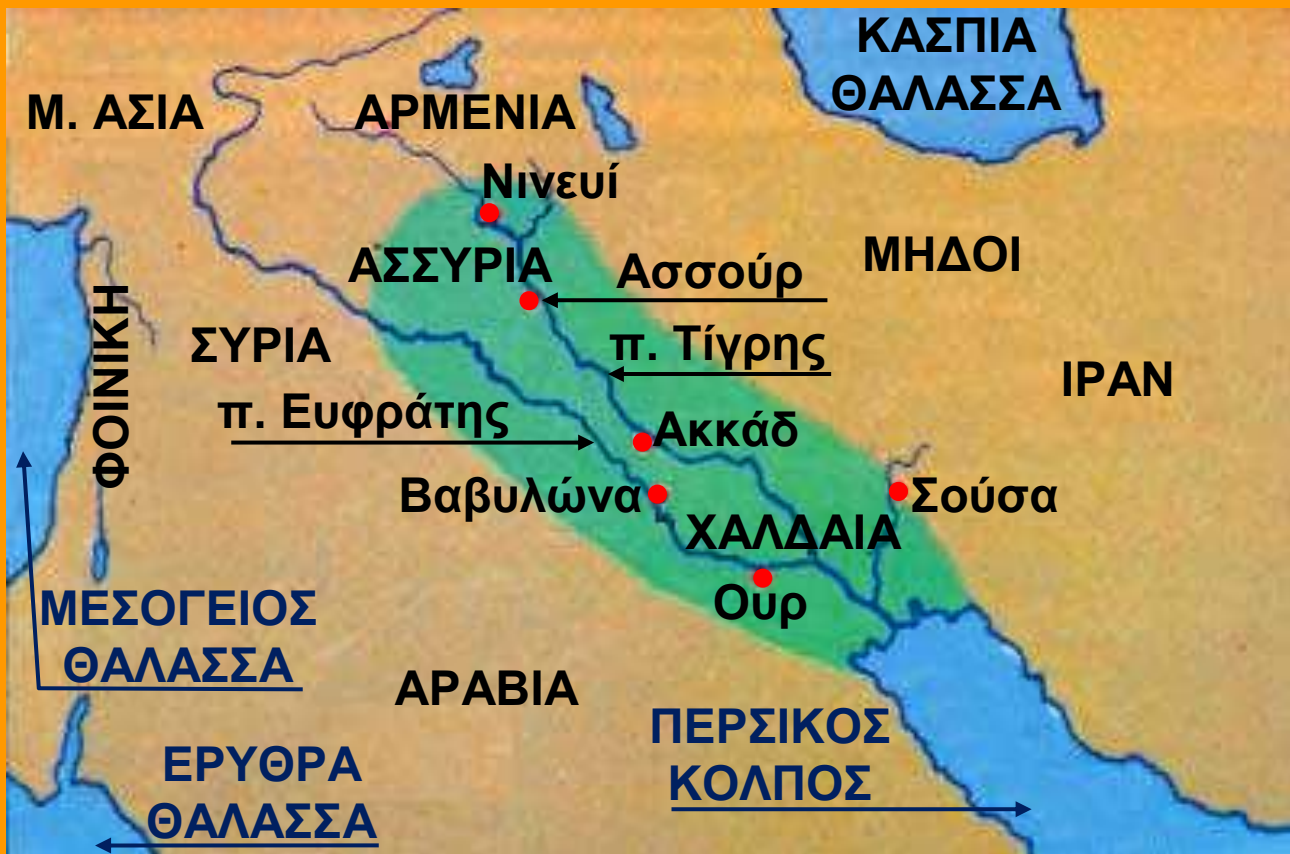 ΚΑΣΠΙΑ
ΘΑΛΑΣΣΑ
Μ. ΑΣΙΑ
ΑΡΜΕΝΙΑ
Νινευί
ΜΗΔΟΙ
ΑΣΣΥΡΙΑ
Ασσούρ
ΦΟΙΝΙΚΗ
ΣΥΡΙΑ
π. Τίγρης
ΙΡΑΝ
π. Ευφράτης
Ακκάδ
Βαβυλώνα
Σούσα
ΧΑΛΔΑΙΑ
Ουρ
ΜΕΣΟΓΕΙΟΣ
ΘΑΛΑΣΣΑ
ΑΡΑΒΙΑ
ΠΕΡΣΙΚΟΣ
ΚΟΛΠΟΣ
ΕΡΥΘΡΑ
ΘΑΛΑΣΣΑ